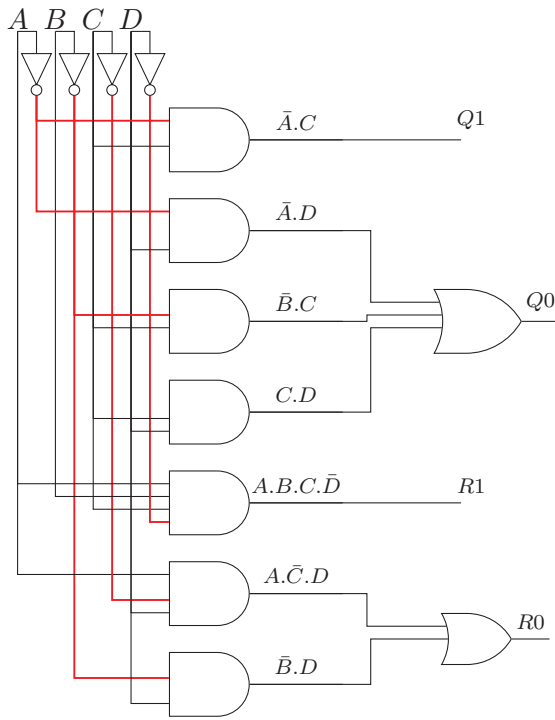 A B C D
Ā.C Q1
Ā.D
B̄.C Q0
C.D
A.B.C.D̄ R1
A.C̄.D R0
B̄.D